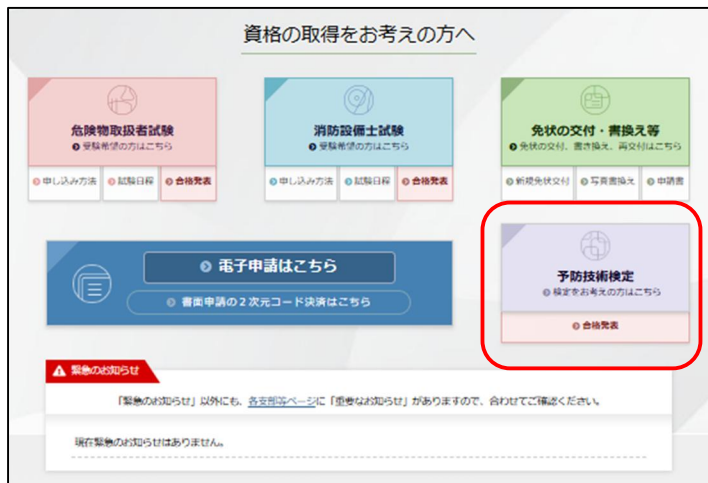 資格の取得をお考えの方へ
危険物取扱者試験
受験希望の方はこちら
申し込み方法 試験日程 合格発表
消防設備士試験
受験希望の方はこちら
申し込み方法 試験日程 合格発表
免状の交付・書換え等
免状の交付、書き換え、再交付はこちら
新規免状交付 写真書換え 申請書
電子申請はこちら
書面申請の2次元コード決済はこちら
予防技術検定
検定をお考えの方はこちら
合格発表
緊急のお知らせ
「緊急のお知らせ」以外にも、各支部等ページに「重要なお知らせ」がありますので、合わせてご確認ください。
現在緊急のお知らせはありません。